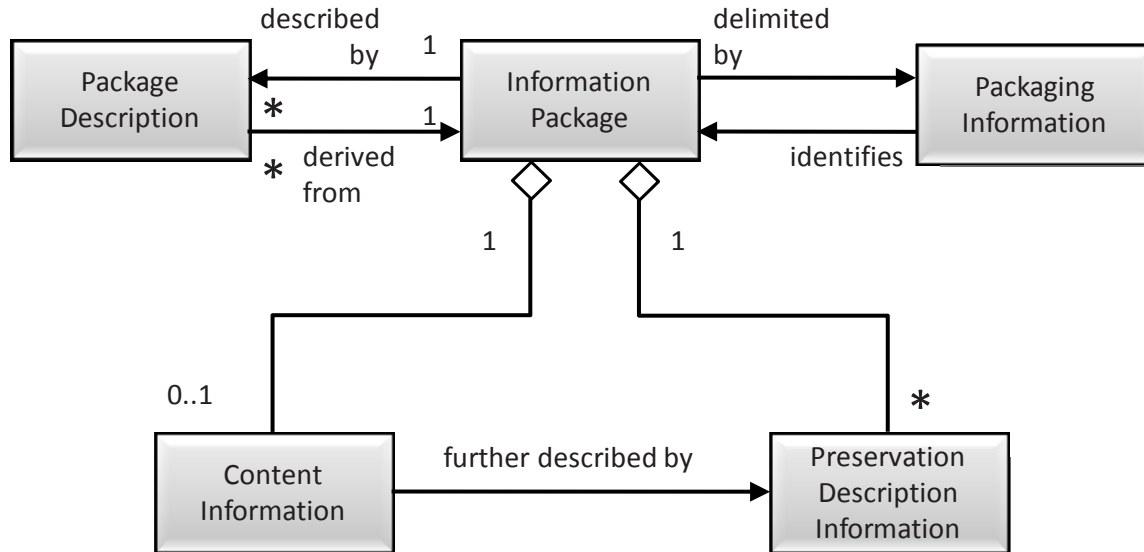 described
by
1
delimited
by
Package
Description
Information
Package
Packaging
Information
*
1
*
derived
from
identifies
1
1
0..1
*
Content
Information
further described by
Preservation
Description
Information